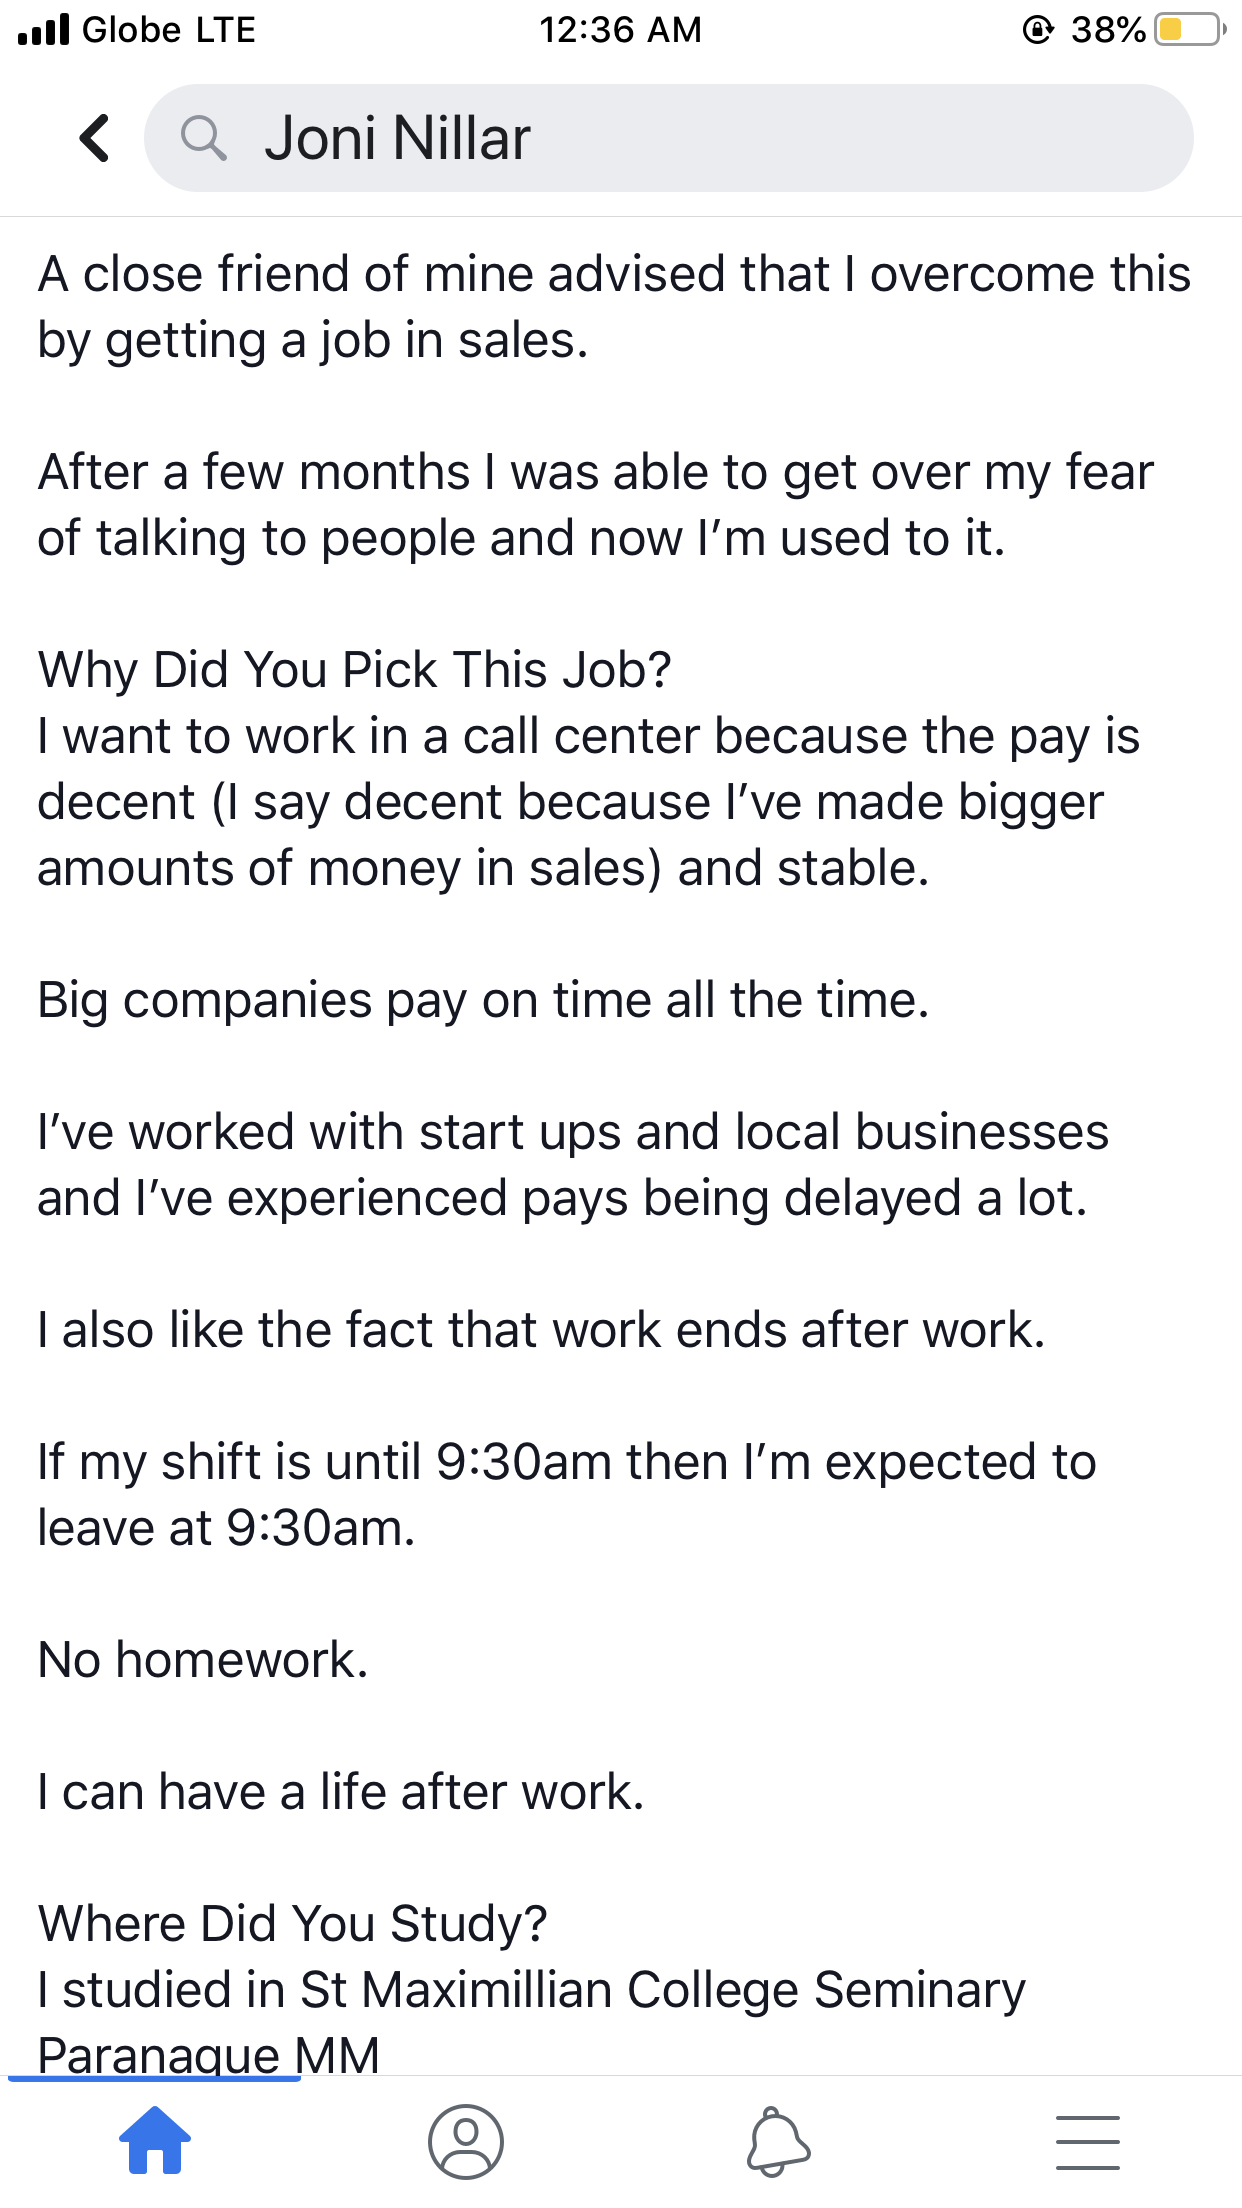 Globe LTE 12:36 AM 38%
Joni Nillar
A close friend of mine advised that I overcome this
by getting a job in sales.
After a few months I was able to get over my fear
of talking to people and now I’m used to it.
Why Did You Pick This Job?
I want to work in a call center because the pay is
decent (I say decent because I’ve made bigger
amounts of money in sales) and stable.
Big companies pay on time all the time.
I’ve worked with start ups and local businesses
and I’ve experienced pays being delayed a lot.
I also like the fact that work ends after work.
If my shift is until 9:30am then I’m expected to
leave at 9:30am.
No homework.
I can have a life after work.
Where Did You Study?
I studied in St Maximillian College Seminary
Paranaque MM